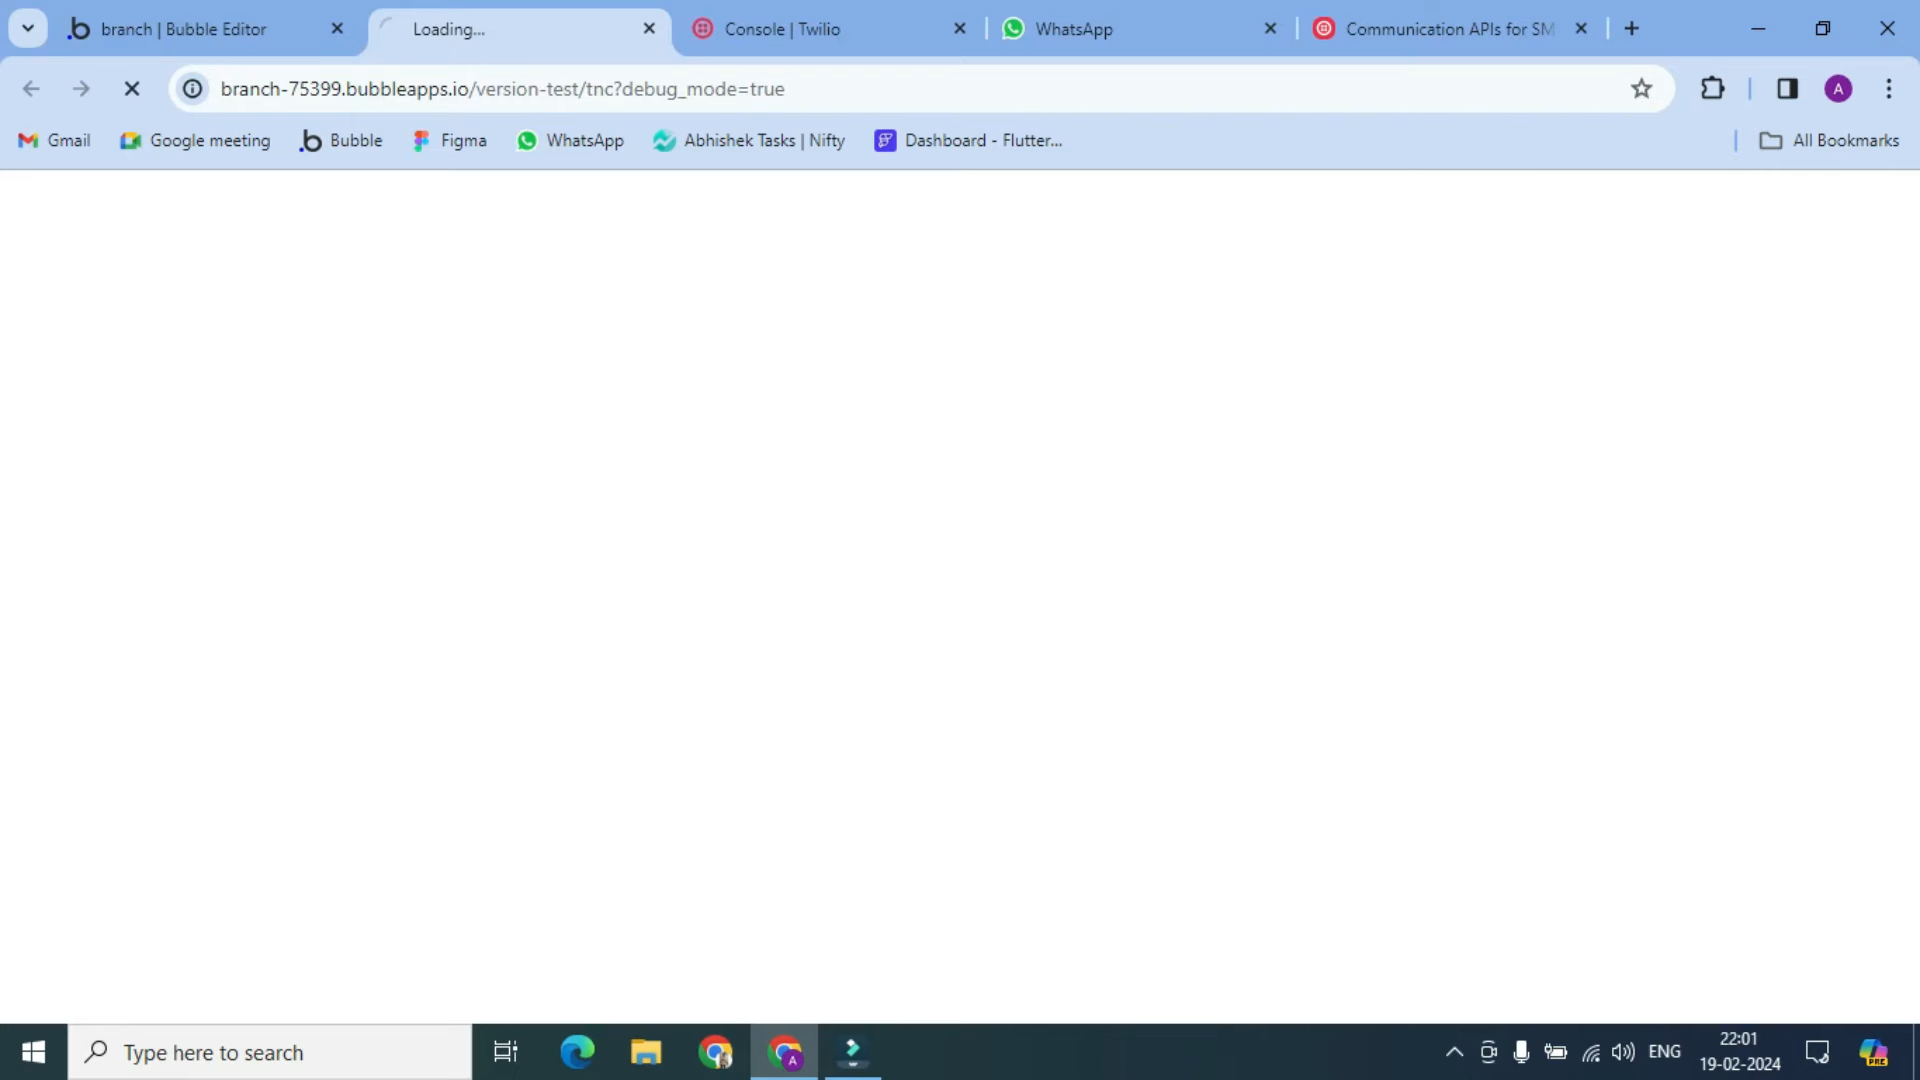 branch | Bubble Editor
Loading...
Console | Twilio
WhatsApp
Communication APIs for SM
branch-75399.bubbleapps.io/version-test/tnc?debug_mode=true
Gmail
Google meeting
Bubble
Figma
WhatsApp
Abhishek Tasks | Nifty
Dashboard - Flutter...
All Bookmarks
A
Type here to search
A
ENG
22:01
19-02-2024
PRE